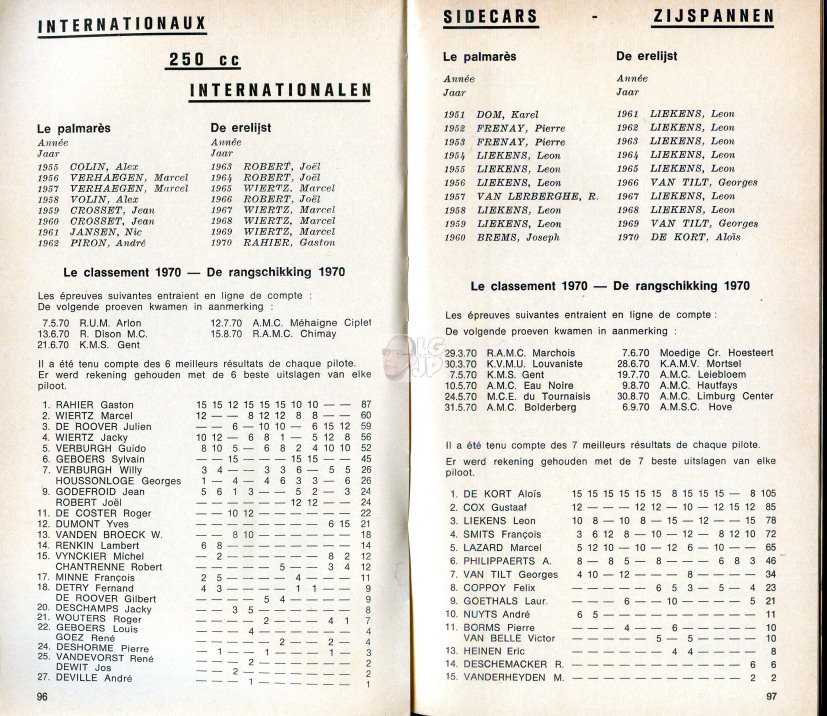 INTERNATIONAUX
250 cc
INTERNATIONALEN
Le palmarès De erelijst
Année Année
Jaar Jaar
1955 COLIN, Alex 1963 ROBERT, Joël
1956 VERHAEGEN, Marcel 1964 ROBERT, Joël
1957 VERHAEGEN, Marcel 1965 WIERTZ, Marcel
1958 VOLIN, Alex 1966 ROBERT, Joël
1959 CROSSET, Jean 1967 WIERTZ, Marcel
1960 CROSSET, Jean 1968 WIERTZ, Marcel
1961 JANSEN, Nic 1969 WIERTZ, Marcel
1962 PIRON, André 1970 RAHIER, Gaston
Le classement 1970 — De rangschikking 1970
Les épreuves suivantes entraient en ligne de compte :
De volgende proeven kwamen in aanmerking :
7.5.70 R.U.M. Arlon 12.7.70 A.M.C. Méhaigne Ciplet
13.6.70 R. Dison M.C. 15.8.70 R.A.M.C. Chimay
21.6.70 K.M.S. Gent
Il a été tenu compte des 6 meilleurs résultats de chaque pilote.
Er werd rekening gehouden met de 6 beste uitslagen van elke
piloot.
1. RAHIER Gaston 15 15 12 15 15 15 10 10 — — 87
2. WIERTZ Marcel 12 — — 8 12 12 8 8 — — 60
3. DE ROOVER Julien — — 6 — 10 10 — 6 15 12 59
4. WIERTZ Jacky 10 12 — 6 8 1 — 5 12 8 56
5. VERBURGH Guido 8 10 5 — 6 8 2 4 10 10 52
6. GEBOERS Sylvain — — 15 — — — 15 15 — — 45
7. VERBURGH Willy 3 4 — — 3 3 6 — 5 5 26
HOUSSONLOGE Georges 1 — 4 — 4 6 3 3 — 6 26
9. GODEFROID Jean 5 6 1 3 — — 5 2 — 3 24
ROBERT Joël — — — — — — 12 12 — — 24
11. DE COSTER Roger — — 10 12 — — — — — — 22
12. DUMONT Yves — — — — — — — — 6 15 21
13. VANDEN BROECK W. — — 8 10 — — — — — — 18
14. RENKIN Lambert 6 8 — — — — — — — — 14
15. VYNCKIER Michel — 2 — — — — — — 8 2 12
CHANTRENNE Robert — — — — — 5 — — 3 4 12
17. MINNE François 2 5 — — — — 4 — — — 11
18. DETRY Fernand 4 3 — — — — 1 1 — — 9
DE ROOVER Gilbert — — — — 5 4 — — — — 9
20. DESCHAMPS Jacky — — 3 5 — — — — — — 8
21. WOUTERS Roger — — — — 2 — — — 4 1 7
22. GEBOERS Louis — — — 4 — — — — — — 4
GOEZ René — — — — — 2 — — 2 — 4
24. DESHORME Pierre — 1 — — 1 — — — 1 — 3
25. VANDEVORST René — — — 2 — — — — — — 2
DEWIT Jos — — 2 — — — — — — — 2
27. DEVILLE André — — — 1 — — — — — — 1
96
SIDECARS - ZIJSPANNEN
Le palmarès De erelijst
Année Année
Jaar Jaar
1951 DOM, Karel 1961 LIEKENS, Leon
1952 FRENAY, Pierre 1962 LIEKENS, Leon
1953 FRENAY, Pierre 1963 LIEKENS, Leon
1954 LIEKENS, Leon 1964 LIEKENS, Leon
1955 LIEKENS, Leon 1965 LIEKENS, Leon
1956 LIEKENS, Leon 1966 VAN TILT, Georges
1957 VAN LERBERGHE, R. 1967 LIEKENS, Leon
1958 LIEKENS, Leon 1968 LIEKENS, Leon
1959 LIEKENS, Leon 1969 VAN TILT, Georges
1960 BREMS, Joseph 1970 DE KORT, Aloïs
Le classement 1970 — De rangschikking 1970
Les épreuves suivantes entraient en ligne de compte :
De volgende proeven kwamen in aanmerking :
29.3.70 R.A.M.C. Marchois 7.6.70 Moedige Cr. Hoestert
30.3.70 K.V.M.U. Louvaniste 28.6.70 K.A.M.V. Mortsel
7.5.70 K.M.S. Gent 19.7.70 A.M.C. Leiebloem
10.5.70 A.M.C. Eau Noire 9.8.70 A.M.C. Hautfays
24.5.70 M.C.E. du Tournaisis 30.8.70 A.M.C. Limburg Center
31.5.70 A.M.C. Bolderberg 6.9.70 A.M.S.C. Hove
Il a été tenu compte des 7 meilleurs résultats de chaque pilote.
Er werd rekening gehouden met de 7 beste uitslagen van elke
piloot.
1. DE KORT Aloïs 15 15 15 15 15 8 15 15 15 — 8 105
2. COX Gustaaf 12 — — — 12 12 — 10 — 12 15 12 85
3. LIEKENS Leon 10 8 — 10 8 — 15 — 12 — — 15 78
4. SMITS François 3 6 12 8 — 10 — 12 — 8 12 10 72
5. LAZARD Marcel 5 12 10 — 10 — 12 6 — 10 — — 65
6. PHILIPPAERTS A. 8 — 8 5 — 8 — — — 6 8 3 46
7. VAN TILT Georges 4 10 — 12 — — — — 8 — — — 34
8. COPPOY Felix — — — — — 6 5 3 — 5 — 4 23
9. GOETHALS Laur. — — — 6 — — 10 — — — — 5 21
10. NUYTS André 6 5 — — — — — — — — — — 11
11. BORMS Pierre — — — 4 — — 6 — — — — — 10
VAN BELLE Victor — — — — — 5 — 5 — — — — 10
13. HEINEN Eric — — — — — — 4 4 — — — — 8
14. DESCHEMACKER R. — — — — — — — — — — — 6 6
15. VANDERHEYDEN M. — — — — — — — — — — — 2 2
97
LG
JP